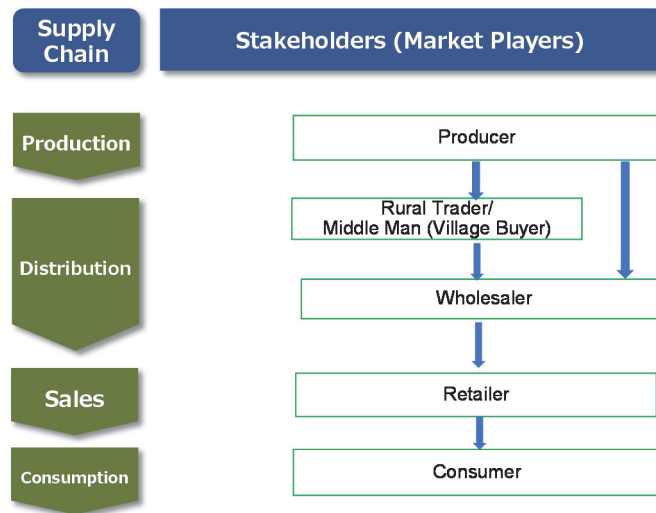 Supply
Chain
Stakeholders (Market Players)
Production
Producer
Rural Trader/
Middle Man (Village Buyer)
Distribution
Wholesaler
Sales
Retailer
Consumption
Consumer